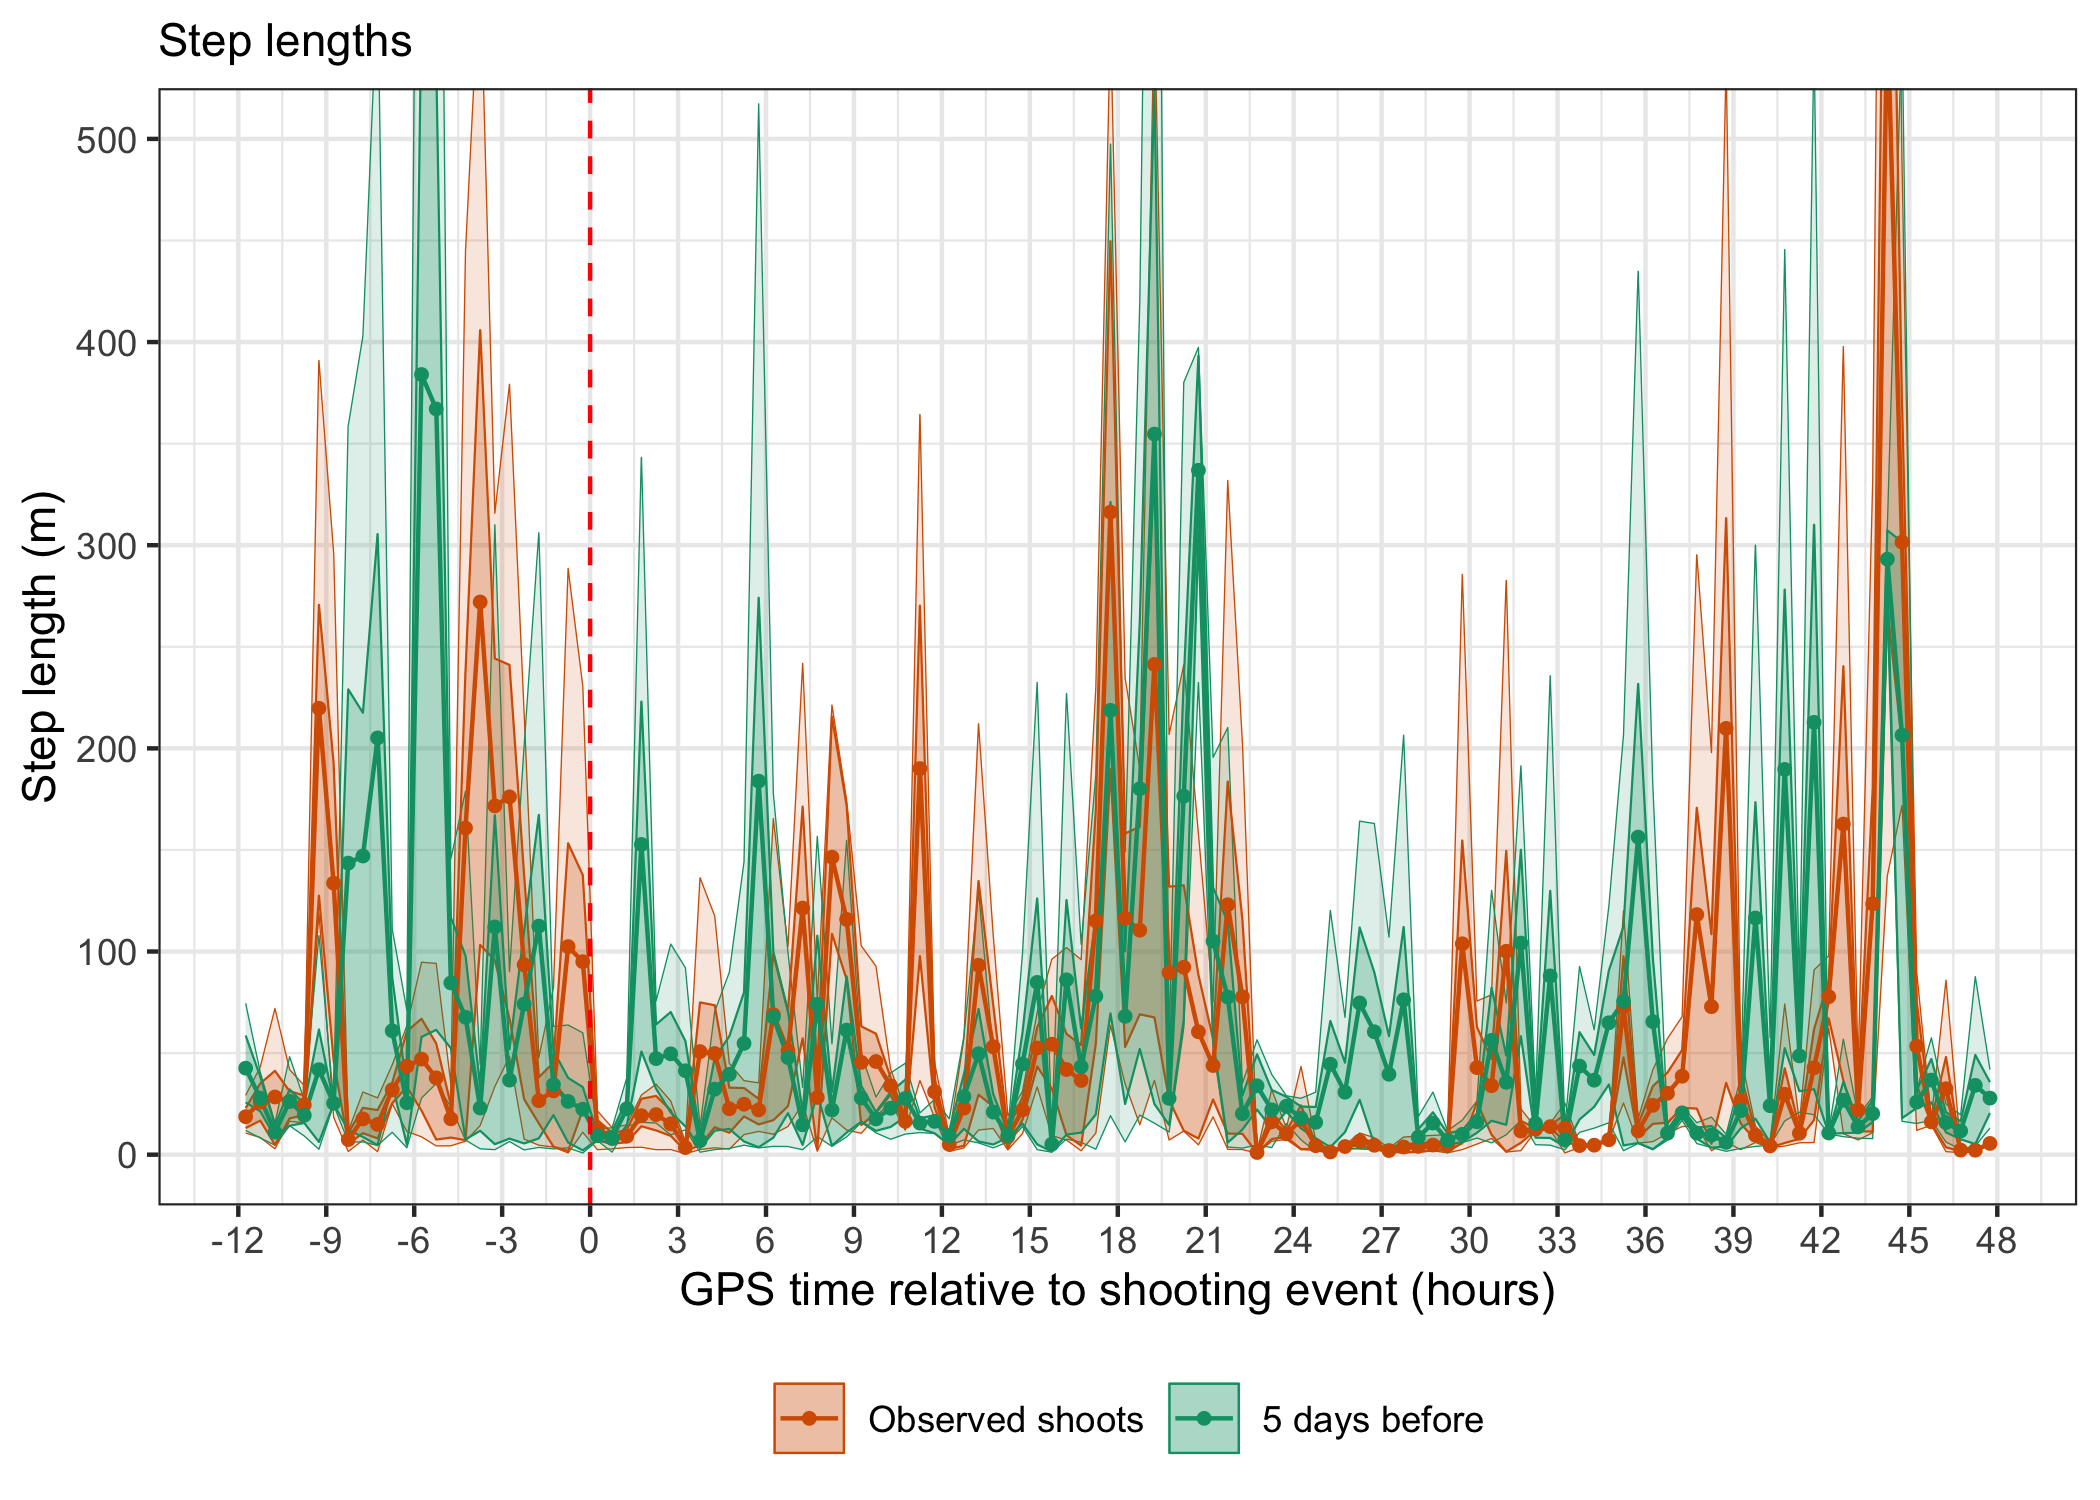 Step lengths
500
400
300
200
100
0
Step length (m)
-12 -9 -6 -3 0 3 6 9 12 15 18 21 24 27 30 33 36 39 42 45 48
GPS time relative to shooting event (hours)
Observed shoots 5 days before